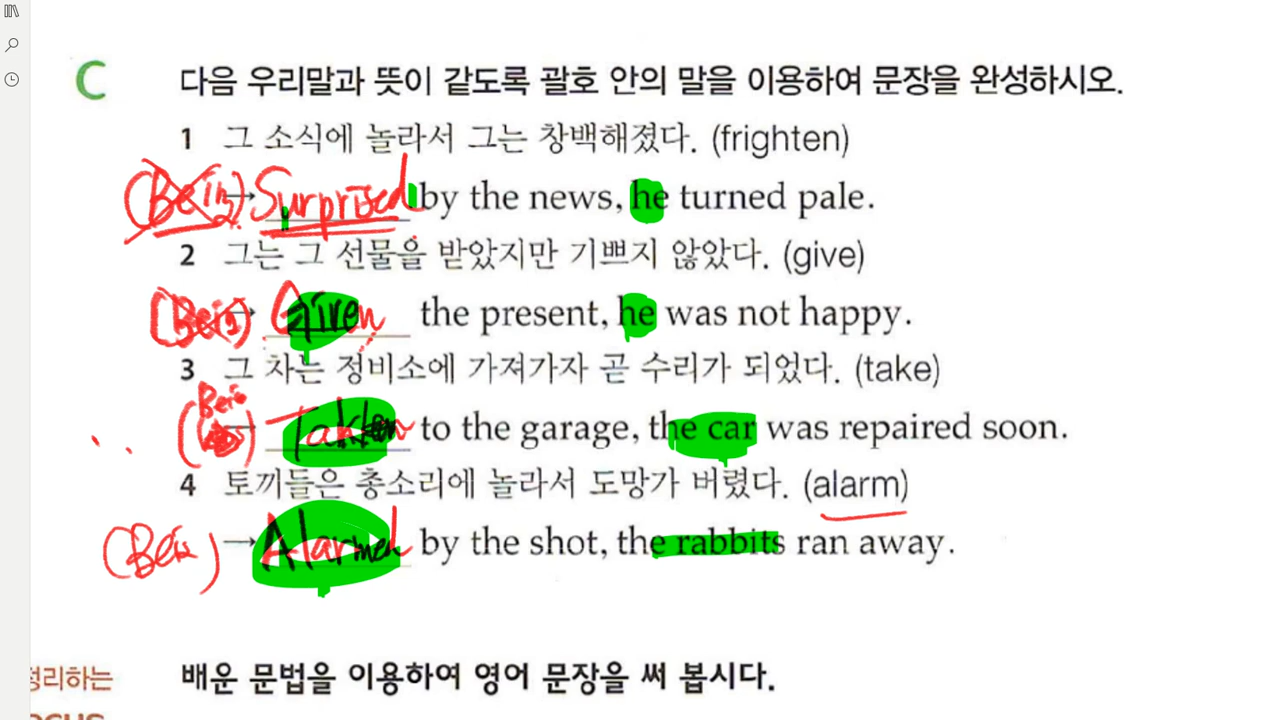 C 다음 우리말과 뜻이 같도록 괄호 안의 말을 이용하여 문장을 완성하시오.
1 그 소식에 놀라서 그는 창백해졌다. (frighten)
→ Surprised by the news, he turned pale.
2 그는 그 선물을 받았지만 기쁘지 않았다. (give)
→ Given the present, he was not happy.
3 그 차는 정비소에 가져가자 곧 수리가 되었다. (take)
→ Taken to the garage, the car was repaired soon.
4 토끼들은 총소리에 놀라서 도망가 버렸다. (alarm)
→ Alarmed by the shot, the rabbits ran away.
정리하는 배운 문법을 이용하여 영어 문장을 써 봅시다.